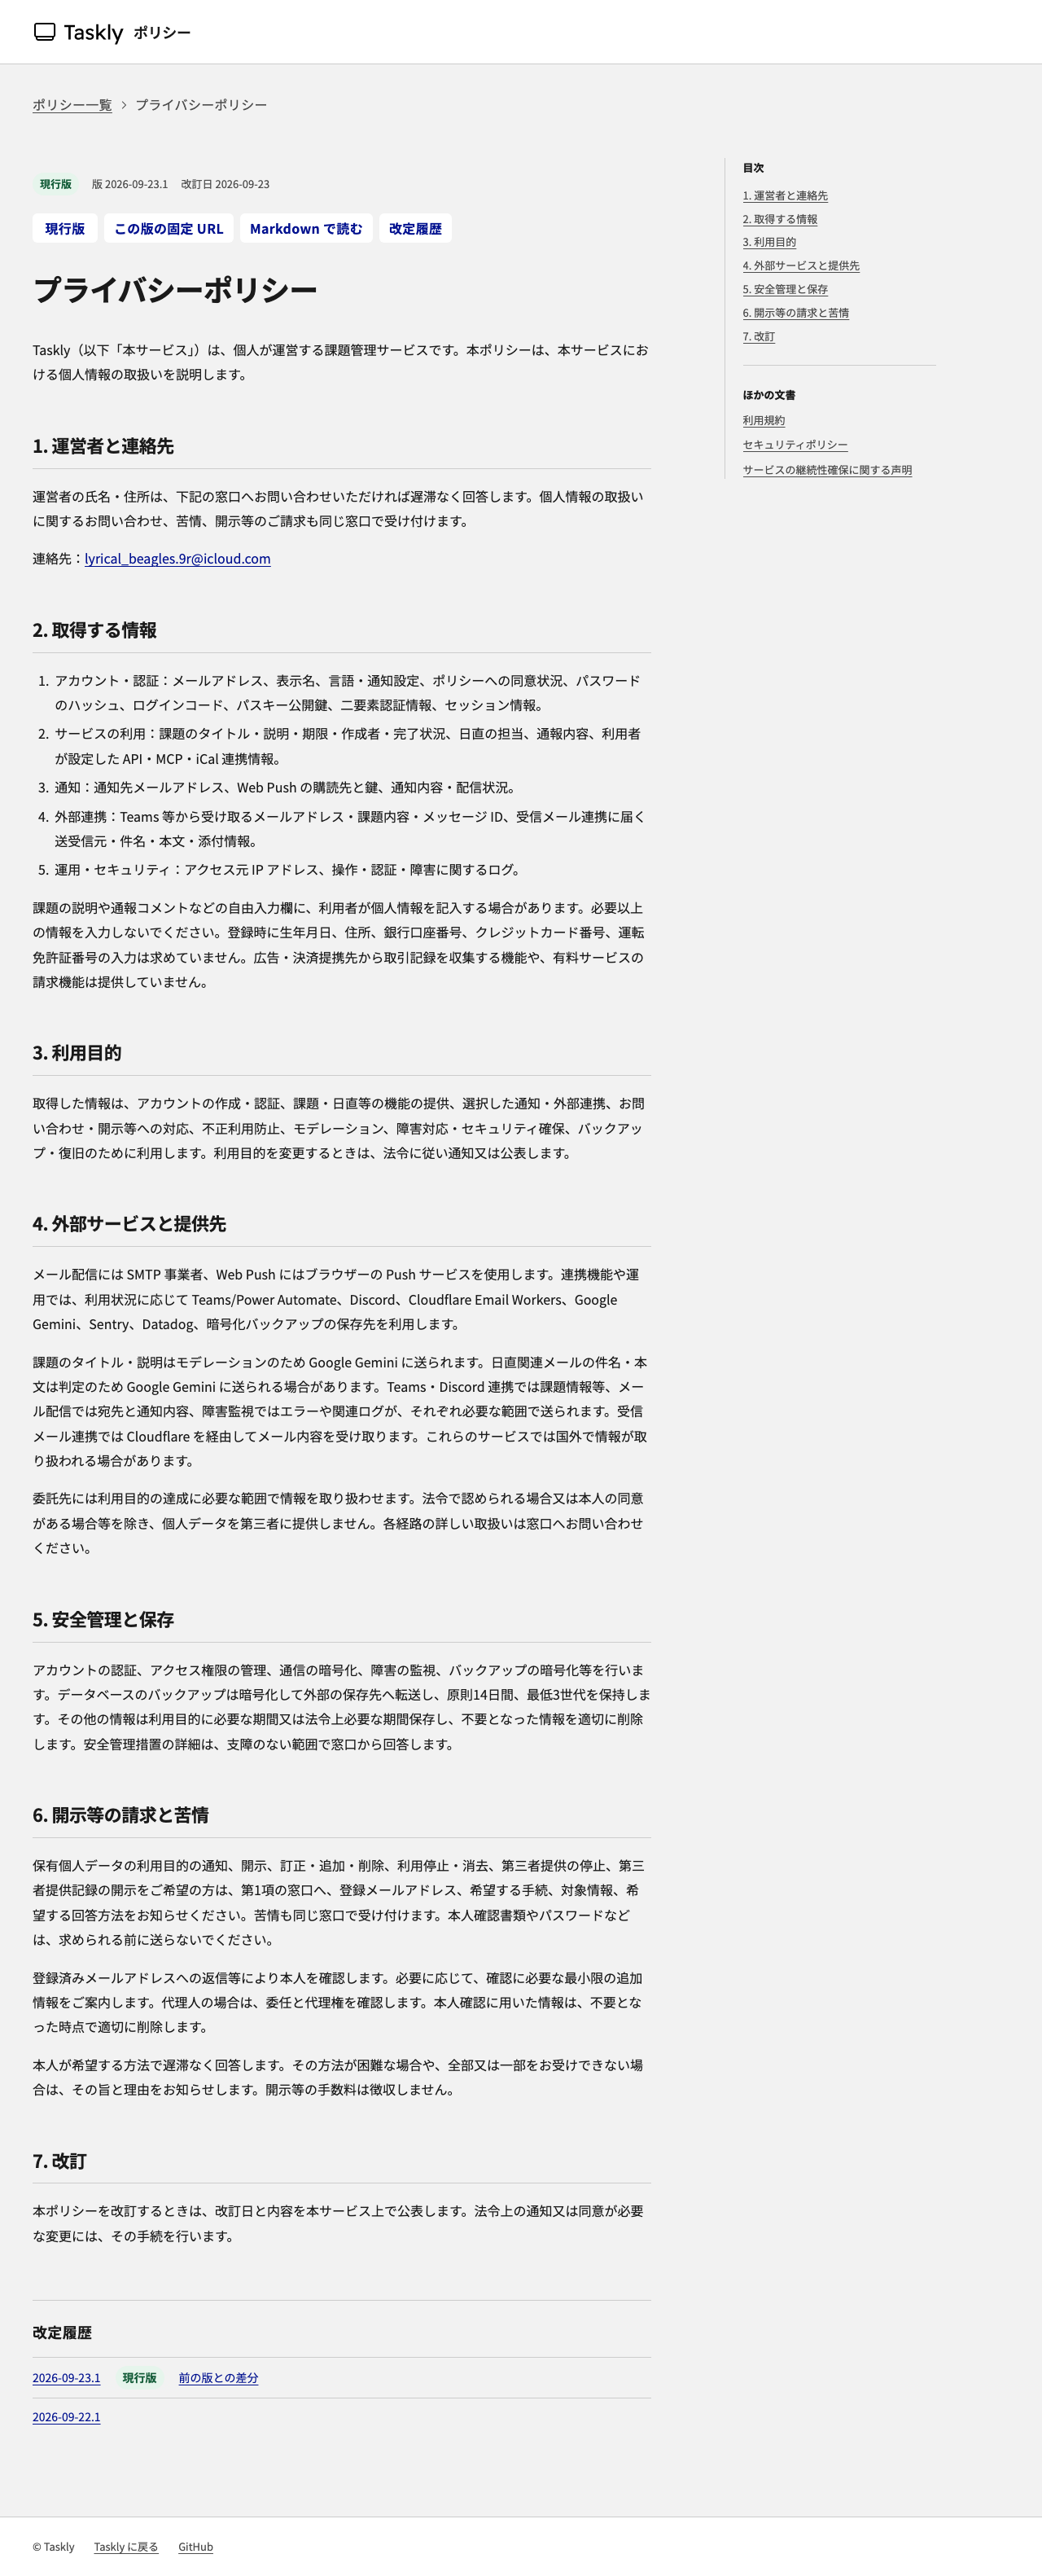 Taskly ポリシー
ポリシー一覧 > プライバシーポリシー
現行版 版 2026-09-23.1 改訂日 2026-09-23
現行版 この版の固定 URL Markdown で読む 改定履歴
プライバシーポリシー
Taskly（以下「本サービス」）は、個人が運営する課題管理サービスです。本ポリシーは、本サービスにお
ける個人情報の取扱いを説明します。
1. 運営者と連絡先
運営者の氏名・住所は、下記の窓口へお問い合わせいただければ遅滞なく回答します。個人情報の取扱い
に関するお問い合わせ、苦情、開示等のご請求も同じ窓口で受け付けます。
連絡先：lyrical_beagles.9r@icloud.com
2. 取得する情報
1. アカウント・認証：メールアドレス、表示名、言語・通知設定、ポリシーへの同意状況、パスワード
のハッシュ、ログインコード、パスキー公開鍵、二要素認証情報、セッション情報。
2. サービスの利用：課題のタイトル・説明・期限・作成者・完了状況、日直の担当、通報内容、利用者
が設定した API・MCP・iCal 連携情報。
3. 通知：通知先メールアドレス、Web Push の購読先と鍵、通知内容・配信状況。
4. 外部連携：Teams 等から受け取るメールアドレス・課題内容・メッセージ ID、受信メール連携に届く
送受信元・件名・本文・添付情報。
5. 運用・セキュリティ：アクセス元 IP アドレス、操作・認証・障害に関するログ。
課題の説明や通報コメントなどの自由入力欄に、利用者が個人情報を記入する場合があります。必要以上
の情報を入力しないでください。登録時に生年月日、住所、銀行口座番号、クレジットカード番号、運転
免許証番号の入力は求めていません。広告・決済提携先から取引記録を収集する機能や、有料サービスの
請求機能は提供していません。
3. 利用目的
取得した情報は、アカウントの作成・認証、課題・日直等の機能の提供、選択した通知・外部連携、お問
い合わせ・開示等への対応、不正利用防止、モデレーション、障害対応・セキュリティ確保、バックアッ
プ・復旧のために利用します。利用目的を変更するときは、法令に従い通知又は公表します。
4. 外部サービスと提供先
メール配信には SMTP 事業者、Web Push にはブラウザーの Push サービスを使用します。連携機能や運
用では、利用状況に応じて Teams/Power Automate、Discord、Cloudflare Email Workers、Google
Gemini、Sentry、Datadog、暗号化バックアップの保存先を利用します。
課題のタイトル・説明はモデレーションのため Google Gemini に送られます。日直関連メールの件名・本
文は判定のため Google Gemini に送られる場合があります。Teams・Discord 連携では課題情報等、メー
ル配信では宛先と通知内容、障害監視ではエラーや関連ログが、それぞれ必要な範囲で送られます。受信
メール連携では Cloudflare を経由してメール内容を受け取ります。これらのサービスでは国外で情報が取
り扱われる場合があります。
委託先には利用目的の達成に必要な範囲で情報を取り扱わせます。法令で認められる場合又は本人の同意
がある場合等を除き、個人データを第三者に提供しません。各経路の詳しい取扱いは窓口へお問い合わせ
ください。
5. 安全管理と保存
アカウントの認証、アクセス権限の管理、通信の暗号化、障害の監視、バックアップの暗号化等を行いま
す。データベースのバックアップは暗号化して外部の保存先へ転送し、原則14日間、最低3世代を保持しま
す。その他の情報は利用目的に必要な期間又は法令上必要な期間保存し、不要となった情報を適切に削除
します。安全管理措置の詳細は、支障のない範囲で窓口から回答します。
6. 開示等の請求と苦情
保有個人データの利用目的の通知、開示、訂正・追加・削除、利用停止・消去、第三者提供の停止、第三
者提供記録の開示をご希望の方は、第1項の窓口へ、登録メールアドレス、希望する手続、対象情報、希
望する回答方法をお知らせください。苦情も同じ窓口で受け付けます。本人確認書類やパスワードなど
は、求められる前に送らないでください。
登録済みメールアドレスへの返信等により本人を確認します。必要に応じて、確認に必要な最小限の追加
情報をご案内します。代理人の場合は、委任と代理権を確認します。本人確認に用いた情報は、不要とな
った時点で適切に削除します。
本人が希望する方法で遅滞なく回答します。その方法が困難な場合や、全部又は一部をお受けできない場
合は、その旨と理由をお知らせします。開示等の手数料は徴収しません。
7. 改訂
本ポリシーを改訂するときは、改訂日と内容を本サービス上で公表します。法令上の通知又は同意が必要
な変更には、その手続を行います。
改定履歴
2026-09-23.1 現行版 前の版との差分
2026-09-22.1
目次
1. 運営者と連絡先
2. 取得する情報
3. 利用目的
4. 外部サービスと提供先
5. 安全管理と保存
6. 開示等の請求と苦情
7. 改訂
ほかの文書
利用規約
セキュリティポリシー
サービスの継続性確保に関する声明
© Taskly Taskly に戻る GitHub